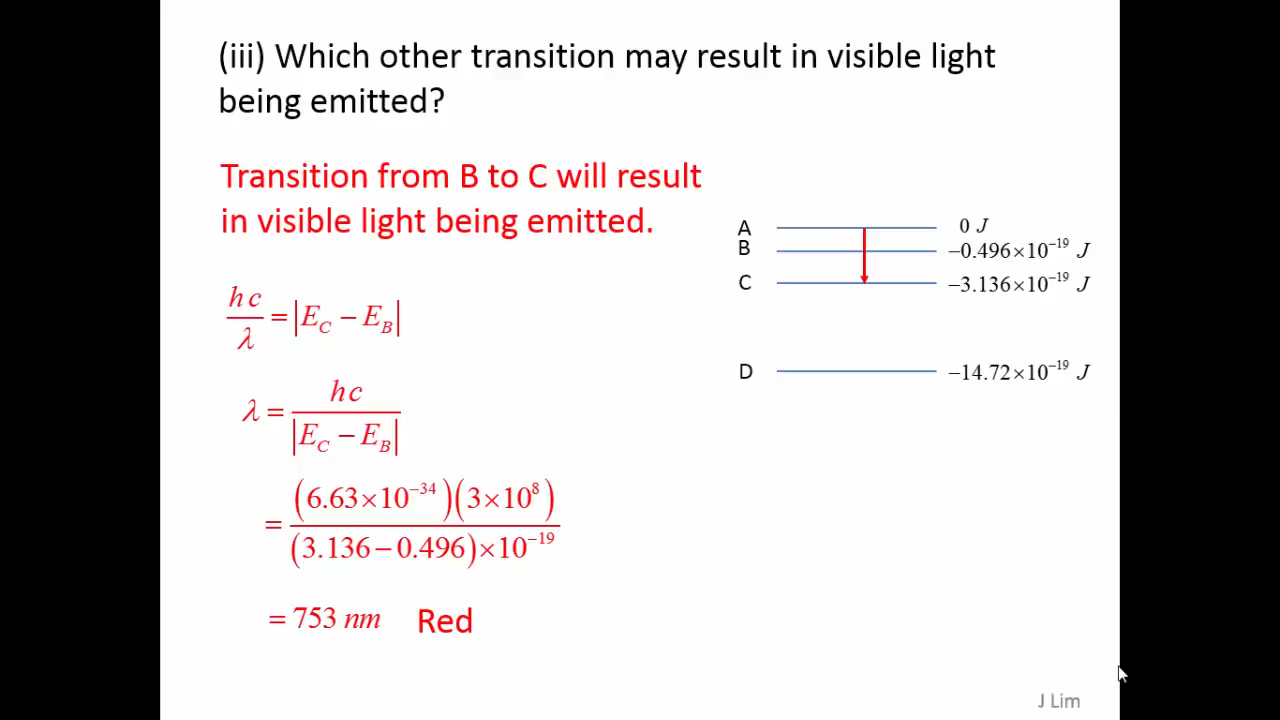 (iii) Which other transition may result in visible light
being emitted?
Transition from B to C will result
in visible light being emitted.
hc/λ = |E_C − E_B|
λ = hc/|E_C − E_B|
= (6.63×10⁻³⁴)(3×10⁸)/(3.136−0.496)×10⁻¹⁹
= 753 nm Red
A 0 J
B −0.496×10⁻¹⁹ J
C −3.136×10⁻¹⁹ J
D −14.72×10⁻¹⁹ J
J Lim